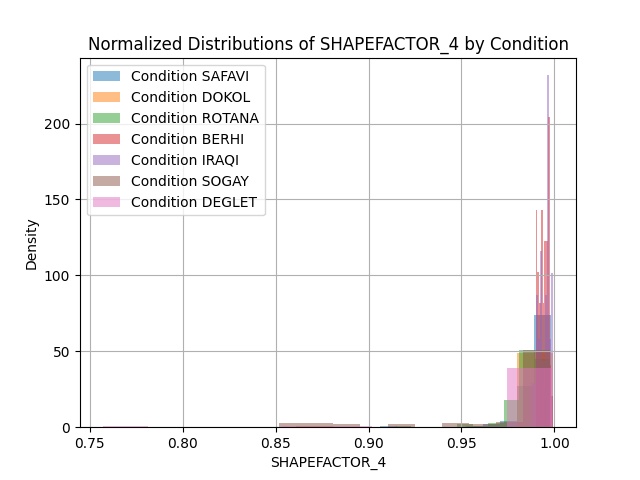 Normalized Distributions of SHAPEFACTOR_4 by Condition
Condition SAFAVI
Condition DOKOL
Condition ROTANA
Condition BERHI
Condition IRAQI
Condition SOGAY
Condition DEGLET
200
150
100
50
0
Density
0.75 0.80 0.85 0.90 0.95 1.00
SHAPEFACTOR_4